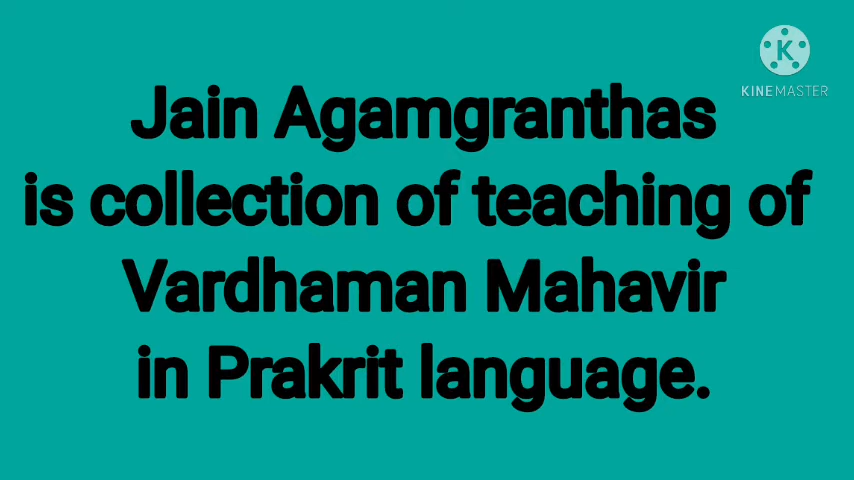 KINEMASTER
Jain Agamgranthas
is collection of teaching of
Vardhaman Mahavir
in Prakrit language.